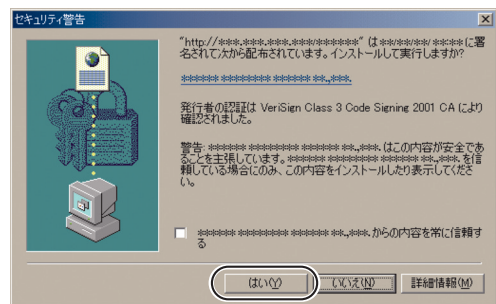 セキュリティ警告
"http://***.***.***.***/*******" (は **/**/** **:**に署
名されて次から配布されています。インストールして実行しますか?
******* ******** ******* **.,***.
発行者の認証は VeriSign Class 3 Code Signing 2001 CA により
確認されました。
警告: ******* ******** ******* **.,***. はこの内容が安全であ
ることを主張しています。 ******* ******** ******* **.,***. を信
頼している場合にのみ、この内容をインストールしたり表示してくださ
い。
******* ******** ******* **.,***. からの内容を常に信頼す
る
はい(Y)
いいえ(N)
詳細情報(M)